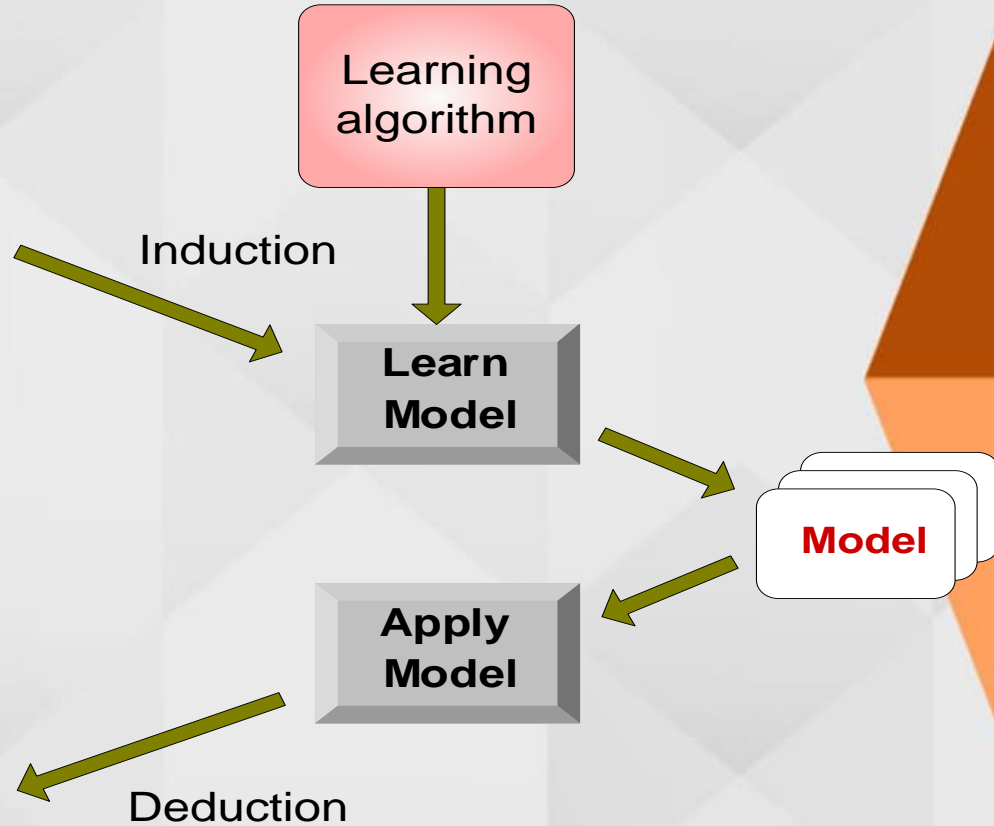 Learning
algorithm
Induction
Learn
Model
Model
Apply
Model
Deduction